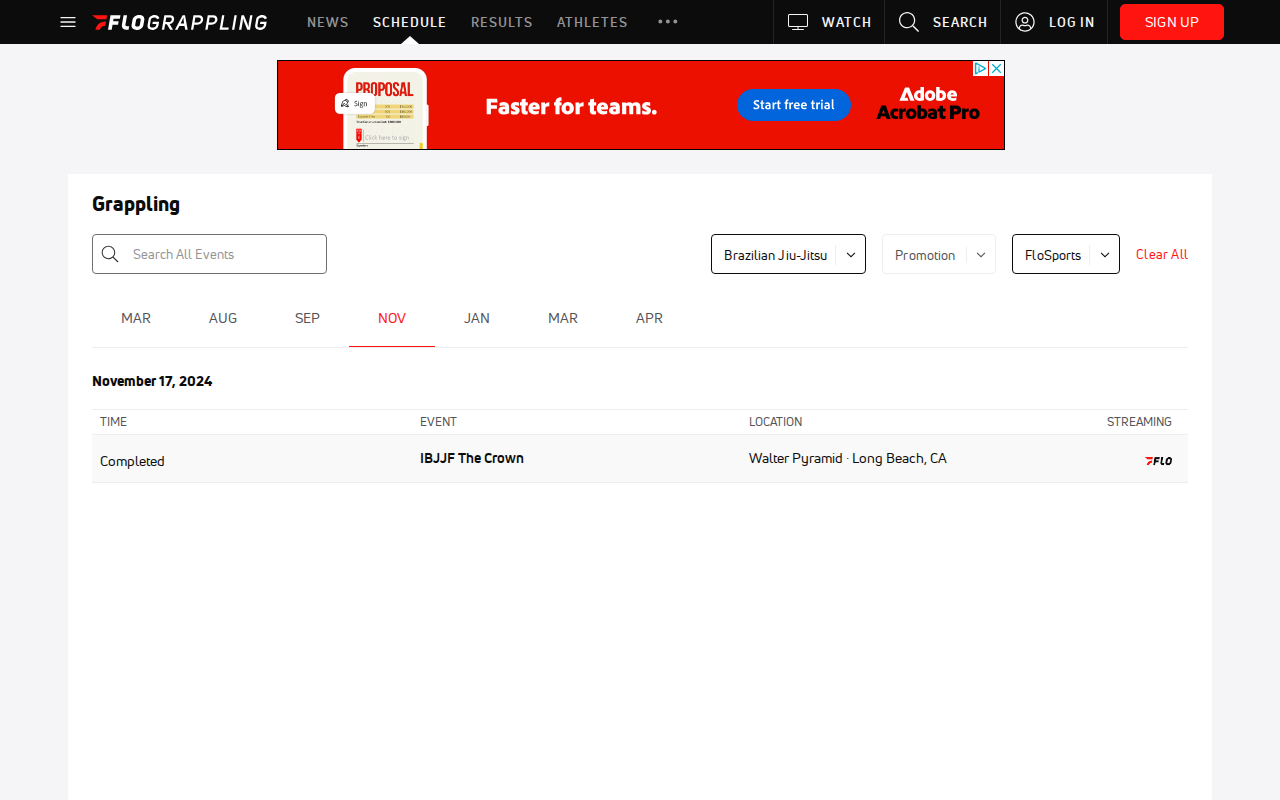 FLOGRAPPLING NEWS SCHEDULE RESULTS ATHLETES ••• WATCH SEARCH LOG IN SIGN UP
PROPOSAL
Sign
Click here to sign
Faster for teams.
Start free trial
Adobe
Acrobat Pro
Grappling
Search All Events Brazilian Jiu-Jitsu Promotion FloSports Clear All
MAR AUG SEP NOV JAN MAR APR
November 17, 2024
TIME EVENT LOCATION STREAMING
Completed IBJJF The Crown Walter Pyramid · Long Beach, CA FLO